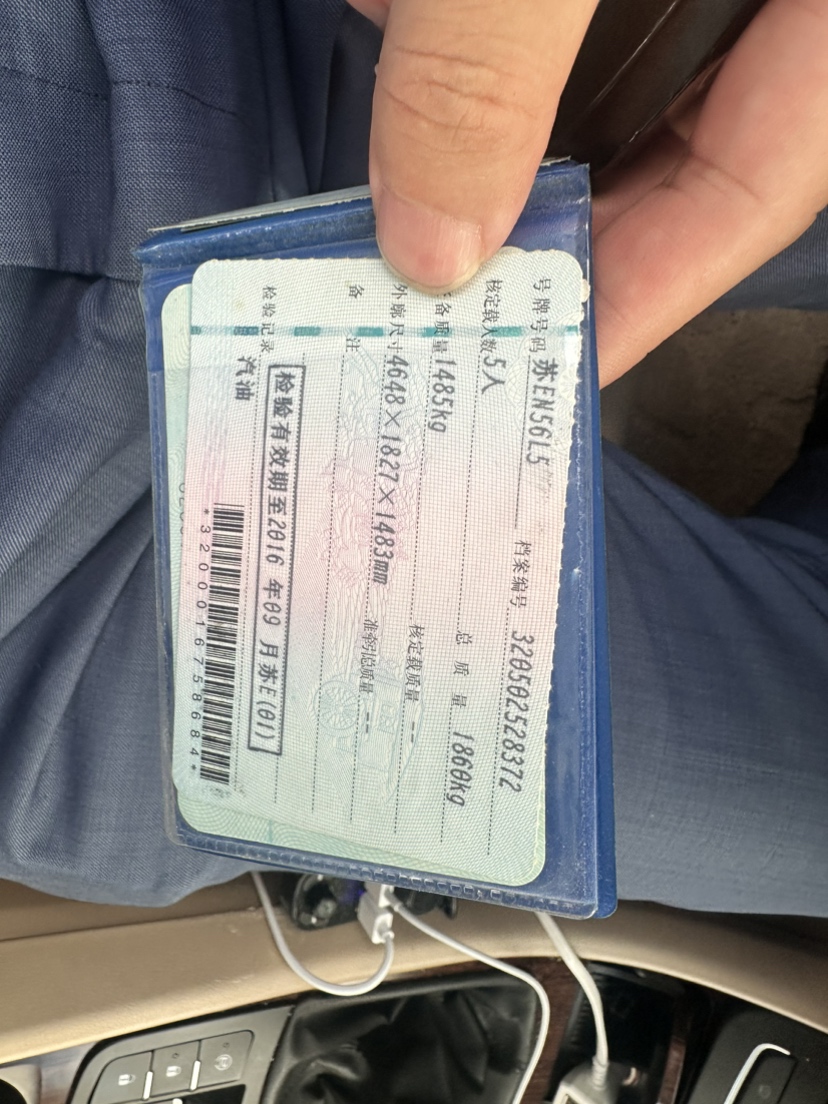 号牌号码 苏EN56L5 档案编号 320502528372
核定载人数 5人 总质量 1860kg
整备质量 1485kg 核定载质量 --
外廓尺寸 4648×1827×1483mm 准牵引总质量 --
备注
检验记录 检验有效期至2016年09月苏E(01)
汽油
*3200016758684*